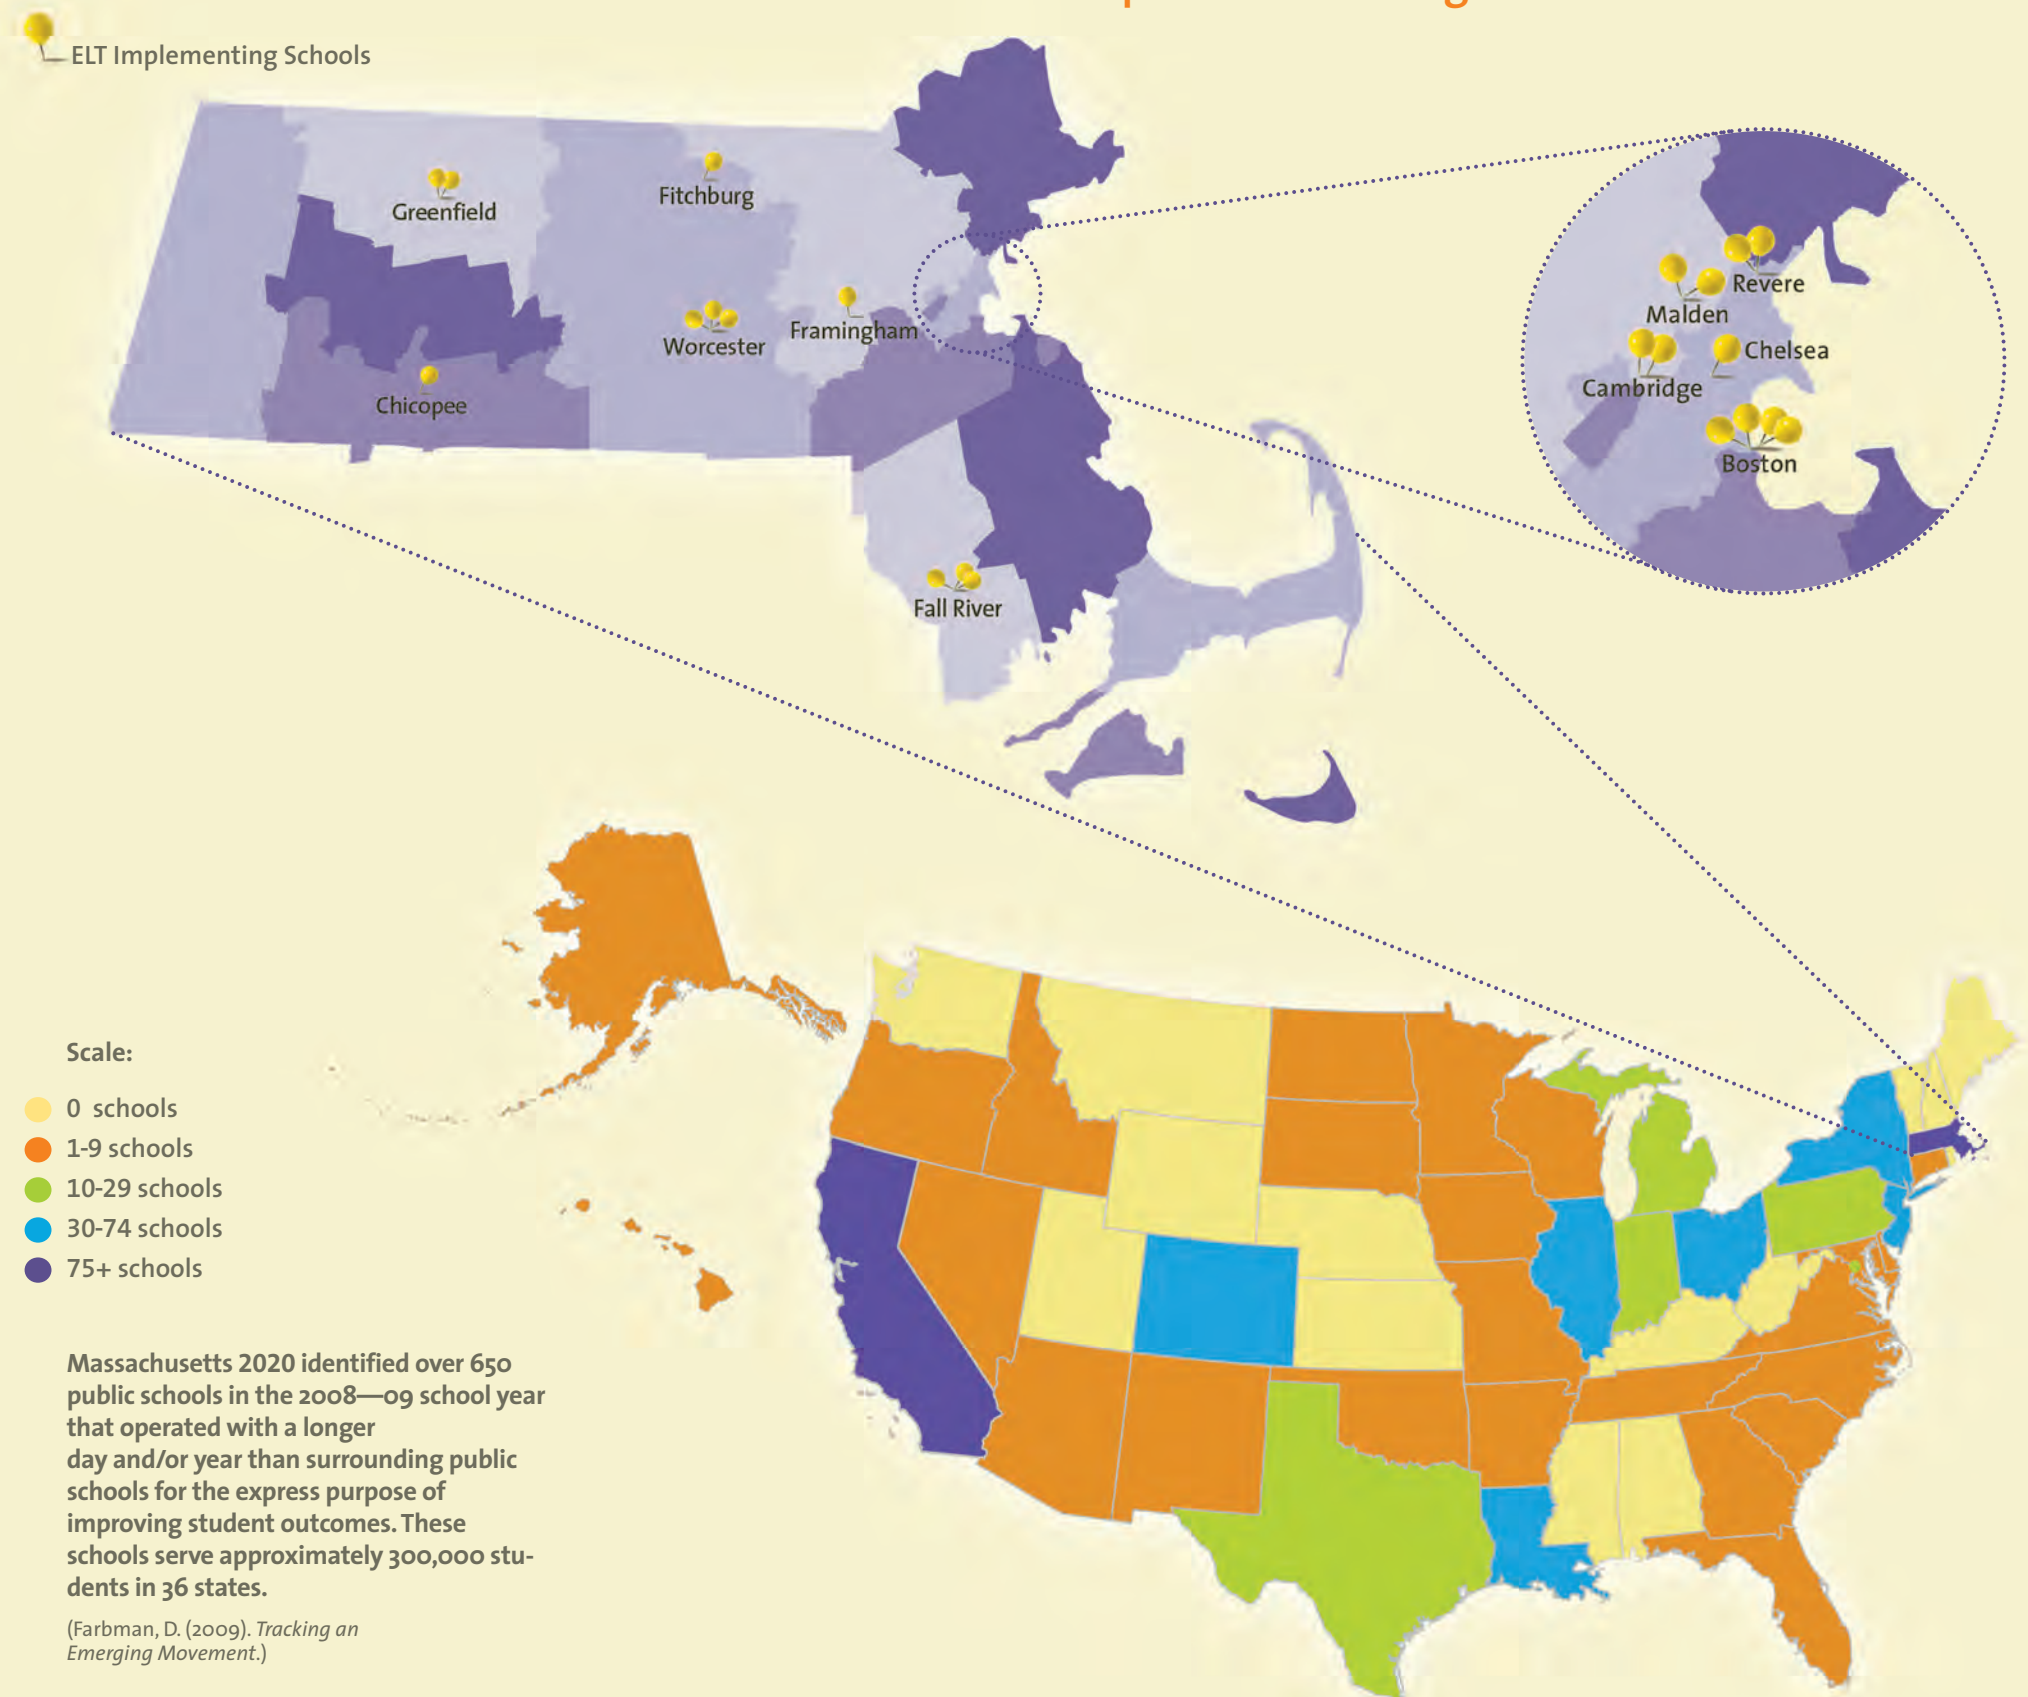 ELT Implementing Schools
Greenfield
Fitchburg
Worcester
Framingham
Chicopee
Fall River
Revere
Malden
Chelsea
Cambridge
Boston
Scale:
0 schools
1-9 schools
10-29 schools
30-74 schools
75+ schools
Massachusetts 2020 identified over 650
public schools in the 2008—09 school year
that operated with a longer
day and/or year than surrounding public
schools for the express purpose of
improving student outcomes. These
schools serve approximately 300,000 stu-
dents in 36 states.
(Farbman, D. (2009). Tracking an
Emerging Movement.)